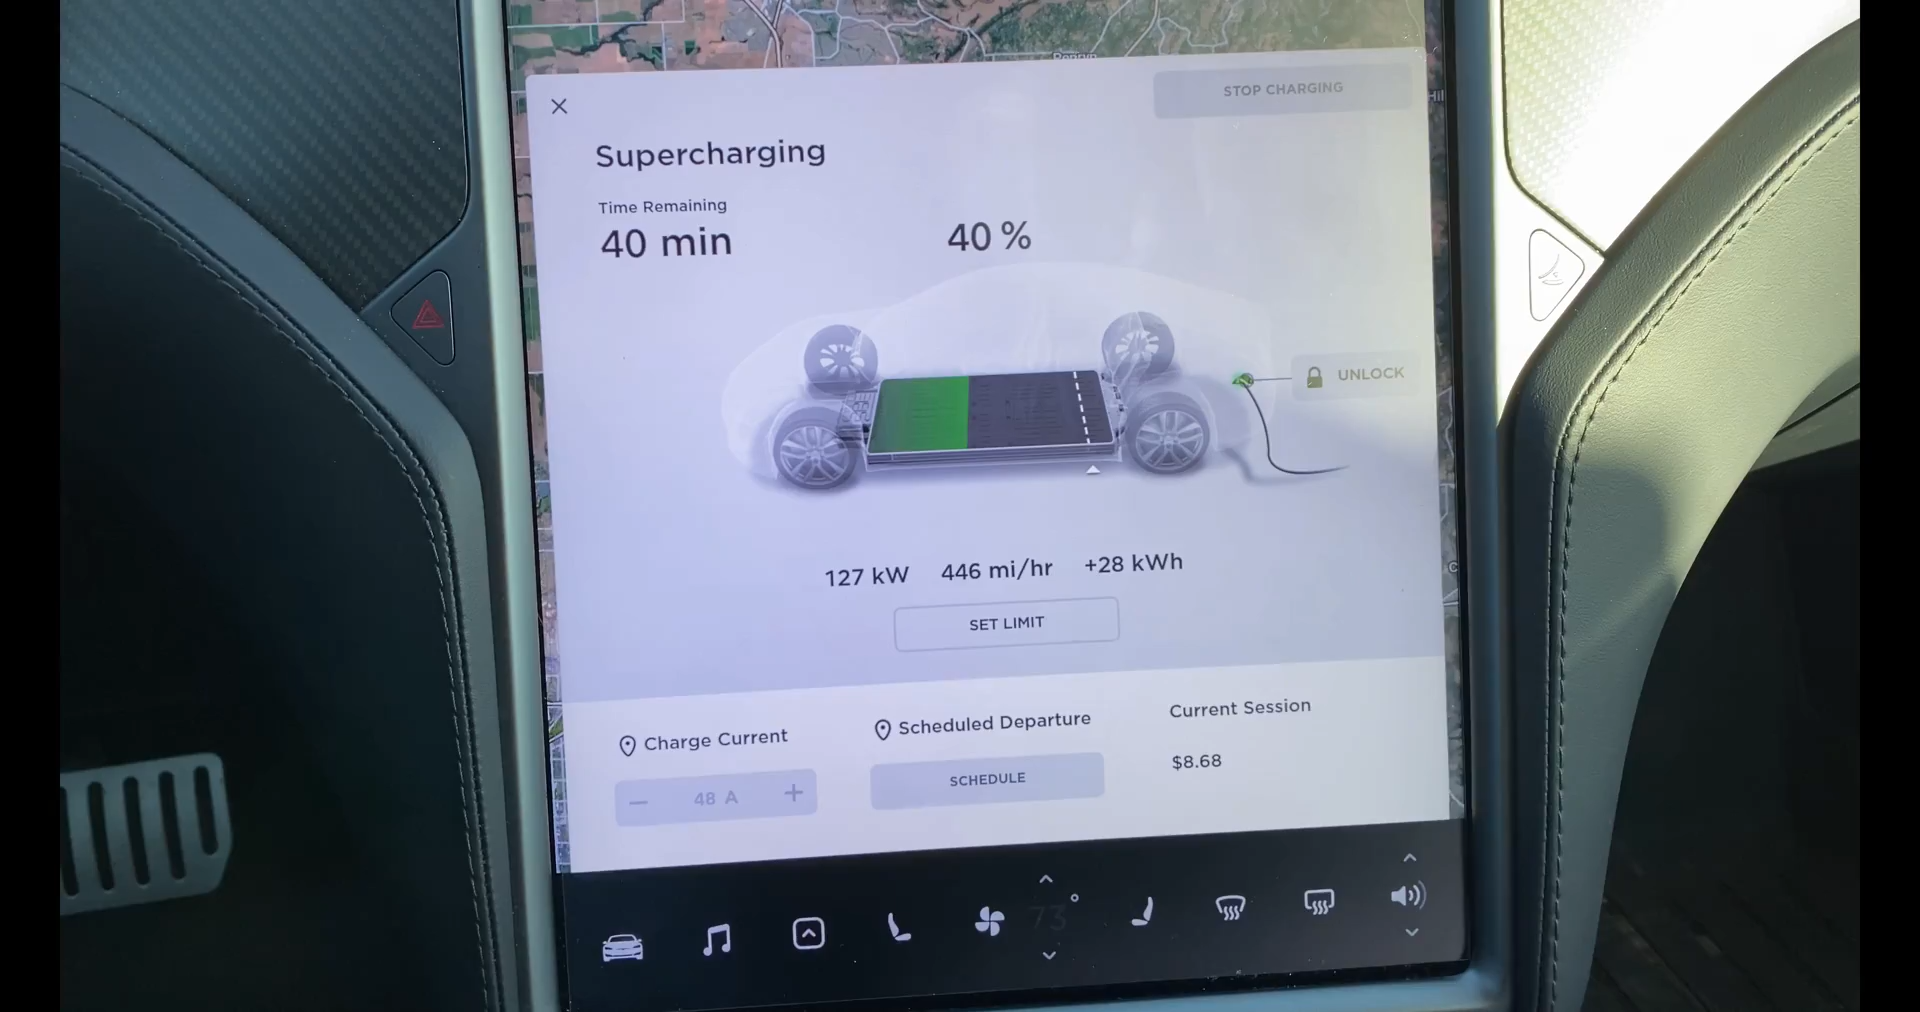 STOP CHARGING
Supercharging
Time Remaining
40 min
40 %
UNLOCK
127 kW 446 mi/hr +28 kWh
SET LIMIT
Charge Current
Scheduled Departure
Current Session
48 A
SCHEDULE
$8.68
73°